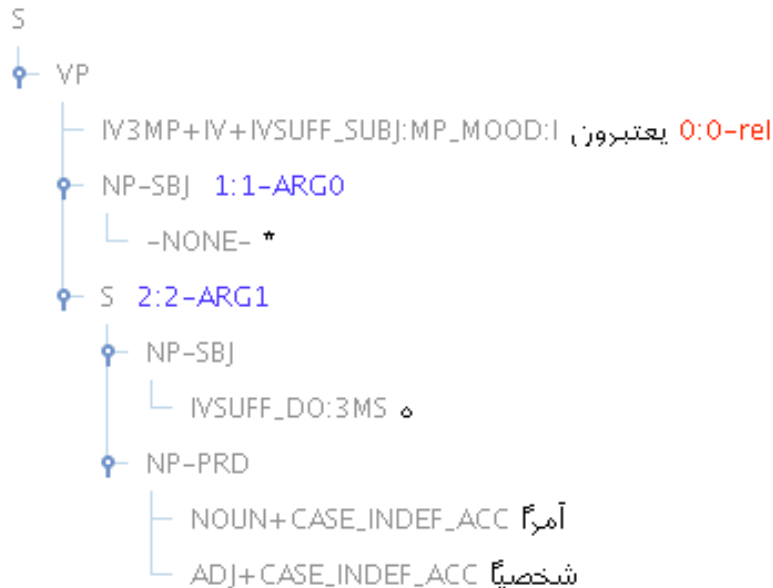 S
VP
IV3MP+IV+IVSUFF_SUBJ:MP_MOOD:I يعتبرون 0:0-rel
NP-SBJ 1:1-ARG0
-NONE- *
S 2:2-ARG1
NP-SBJ
IVSUFF_DO:3MS ه
NP-PRD
NOUN+CASE_INDEF_ACC آمراً
ADJ+CASE_INDEF_ACC شخصياً